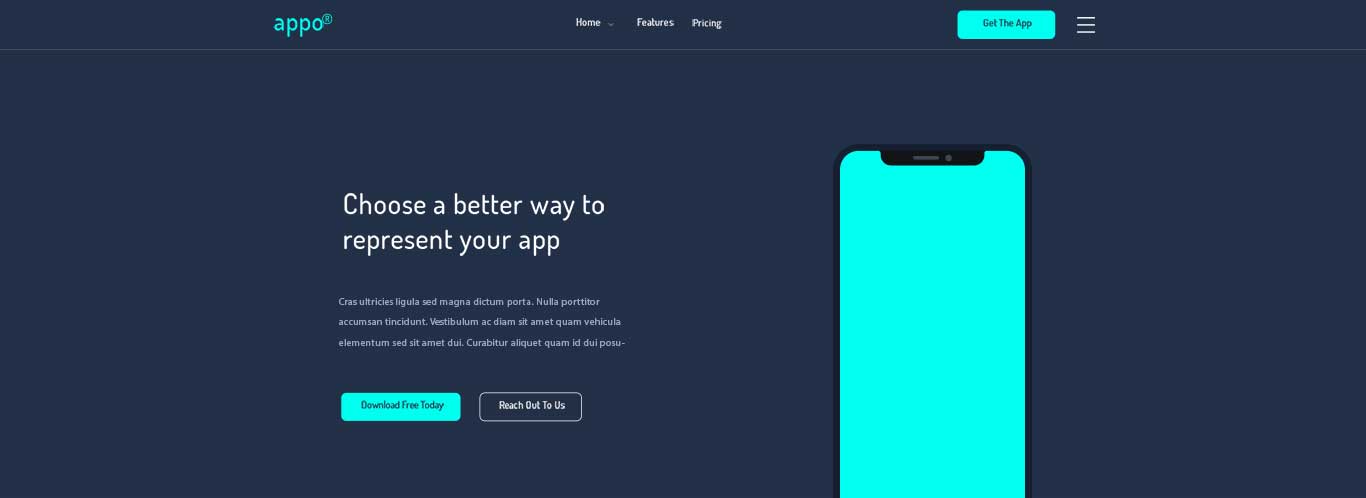 appo®
Home Features Pricing
Get The App
Choose a better way to
represent your app
Cras ultricies ligula sed magna dictum porta. Nulla porttitor
accumsan tincidunt. Vestibulum ac diam sit amet quam vehicula
elementum sed sit amet dui. Curabitur aliquet quam id dui posu-
Download Free Today Reach Out To Us